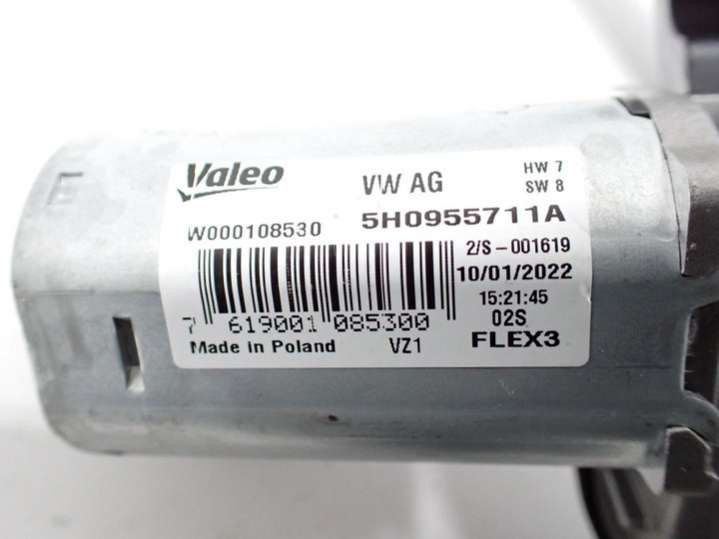 Valeo
VW AG
HW 7
SW 8
W000108530
5H0955711A
2/S-001619
10/01/2022
15:21:45
7 619001 085300
02S
Made in Poland
VZ1
FLEX3
E